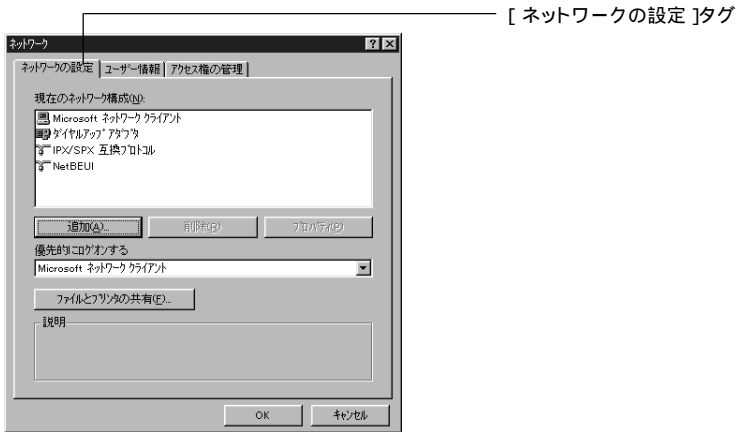 [ ネットワークの設定 ]タグ
ネットワーク
ネットワークの設定 ユーザー情報 アクセス権の管理
現在のネットワーク構成(N):
Microsoft ネットワーク クライアント
ダイヤルアップ アダプタ
IPX/SPX 互換プロトコル
NetBEUI
追加(A)... 削除(R) プロパティ(P)
優先的にログオンする
Microsoft ネットワーク クライアント
ファイルとプリンタの共有(F)...
説明
OK キャンセル